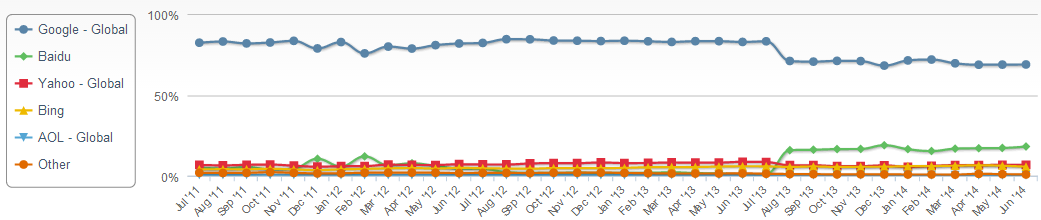 Google - Global
Baidu
Yahoo - Global
Bing
AOL - Global
Other
100%
50%
0%
Jul '11
Aug '11
Sep '11
Oct '11
Nov '11
Dec '11
Jan '12
Feb '12
Mar '12
Apr '12
May '12
Jun '12
Jul '12
Aug '12
Sep '12
Oct '12
Nov '12
Dec '12
Jan '13
Feb '13
Mar '13
Apr '13
May '13
Jun '13
Jul '13
Aug '13
Sep '13
Oct '13
Nov '13
Dec '13
Jan '14
Feb '14
Mar '14
Apr '14
May '14
Jun '14